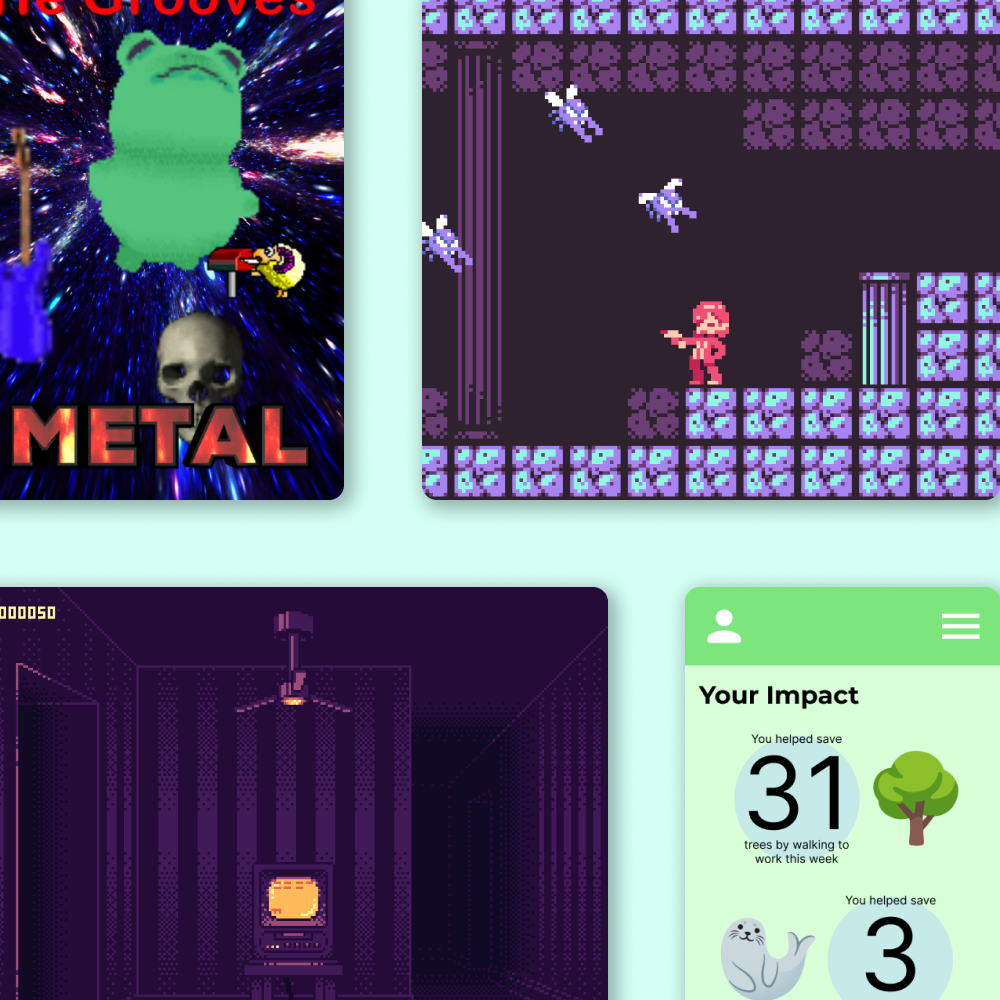 he Grooves
METAL
000050
Your Impact
You helped save
31
trees by walking to
work this week
You helped save
3